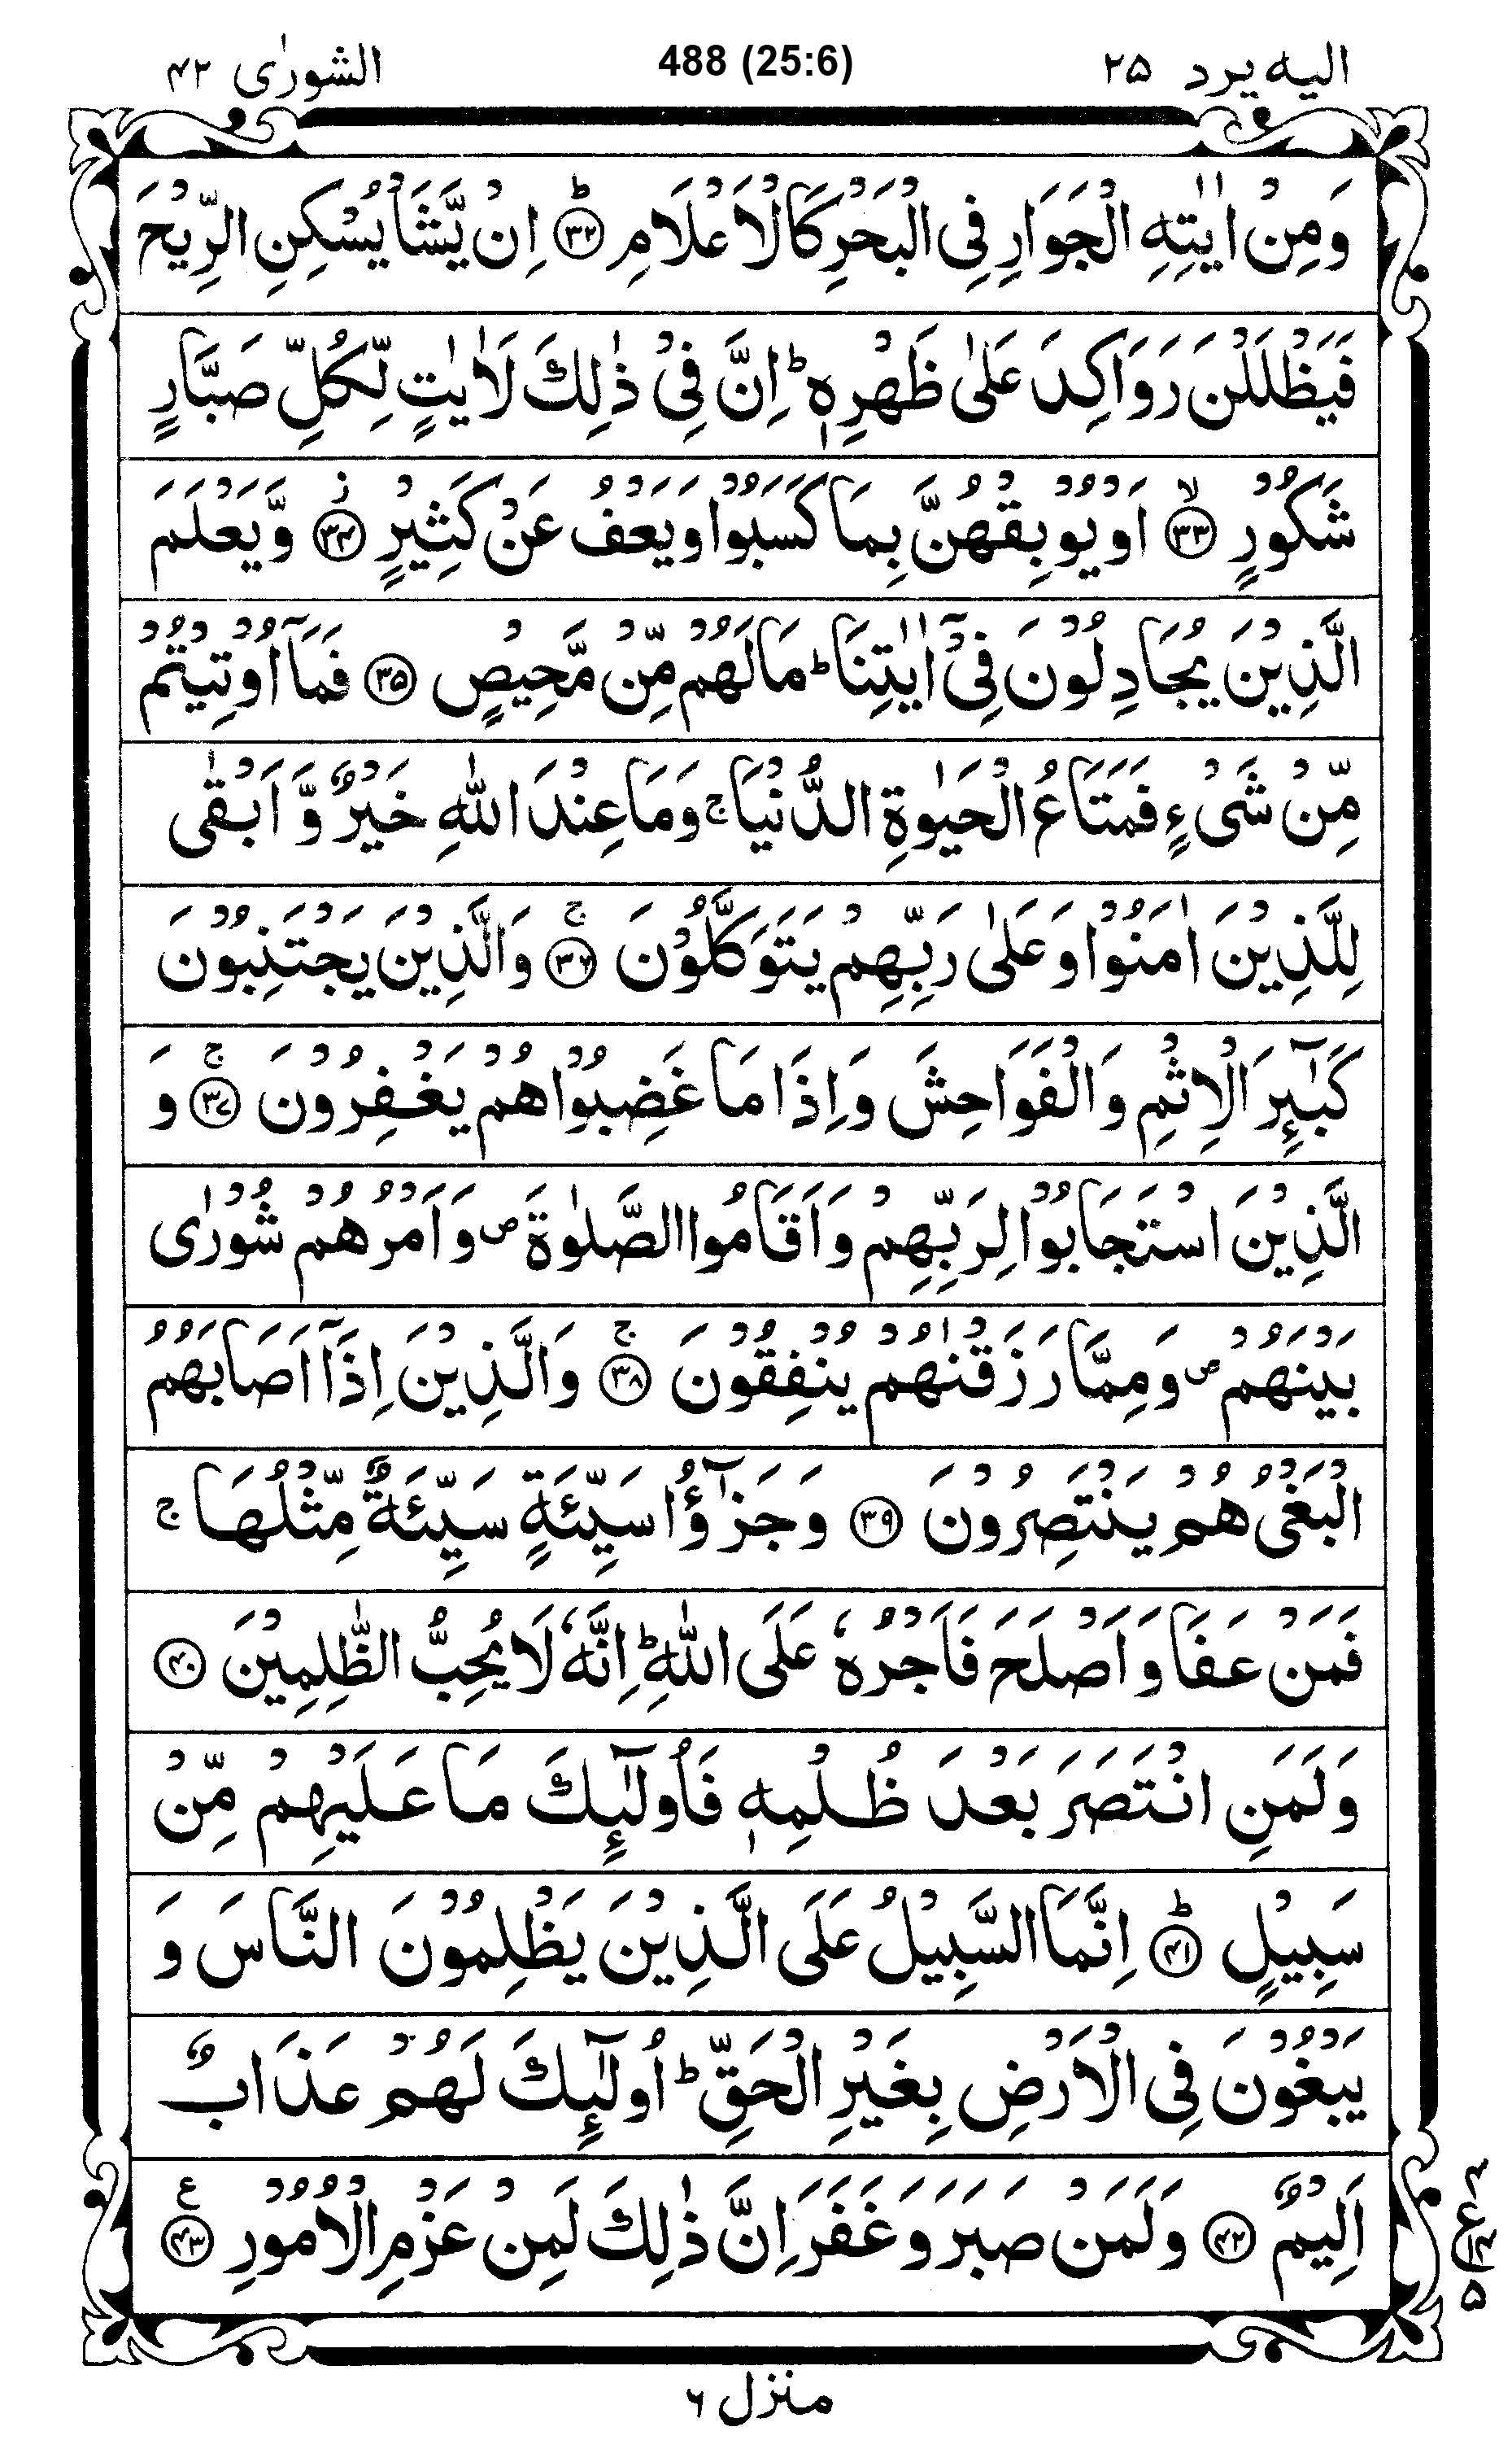 اليه يرد ۲۵
488 (25:6)
الشورٰى ۴۲
وَمِنْ اٰيٰتِهِ الْجَوَارِ فِى الْبَحْرِ كَالْاَعْلَامِ ؕ ﴿۳۲﴾ اِنْ يَّشَاْ يُسْكِنِ الرِّيْحَ
فَيَظْلَلْنَ رَوَاكِدَ عَلٰى ظَهْرِهٖ ؕ اِنَّ فِىْ ذٰلِكَ لَاٰيٰتٍ لِّكُلِّ صَبَّارٍ
شَكُوْرٍ ۙ ﴿۳۳﴾ اَوْ يُوْبِقْهُنَّ بِمَا كَسَبُوْا وَيَعْفُ عَنْ كَثِيْرٍ ۫ ﴿۳۴﴾ وَّيَعْلَمَ
الَّذِيْنَ يُجَادِلُوْنَ فِىْۤ اٰيٰتِنَا ؕ مَا لَهُمْ مِّنْ مَّحِيْصٍ ﴿۳۵﴾ فَمَاۤ اُوْتِيْتُمْ
مِّنْ شَىْءٍ فَمَتَاعُ الْحَيٰوةِ الدُّنْيَا ۚ وَمَا عِنْدَ اللّٰهِ خَيْرٌ وَّ اَبْقٰى
لِلَّذِيْنَ اٰمَنُوْا وَ عَلٰى رَبِّهِمْ يَتَوَكَّلُوْنَ ۚ ﴿۳۶﴾ وَالَّذِيْنَ يَجْتَنِبُوْنَ
كَبٰٓئِرَ الْاِثْمِ وَالْفَوَاحِشَ وَاِذَا مَا غَضِبُوْا هُمْ يَغْفِرُوْنَ ۚ ﴿۳۷﴾ وَ
الَّذِيْنَ اسْتَجَابُوْا لِرَبِّهِمْ وَاَقَامُوا الصَّلٰوةَ ۪ وَاَمْرُهُمْ شُوْرٰى
بَيْنَهُمْ ۪ وَمِمَّا رَزَقْنٰهُمْ يُنْفِقُوْنَ ۚ ﴿۳۸﴾ وَالَّذِيْنَ اِذَاۤ اَصَابَهُمُ
الْبَغْىُ هُمْ يَنْتَصِرُوْنَ ﴿۳۹﴾ وَجَزٰٓؤُا سَيِّئَةٍ سَيِّئَةٌ مِّثْلُهَا ۚ
فَمَنْ عَفَا وَاَصْلَحَ فَاَجْرُهٗ عَلَى اللّٰهِ ؕ اِنَّهٗ لَا يُحِبُّ الظّٰلِمِيْنَ ﴿۴۰﴾
وَلَمَنِ انْتَصَرَ بَعْدَ ظُلْمِهٖ فَاُولٰٓئِكَ مَا عَلَيْهِمْ مِّنْ
سَبِيْلٍ ؕ ﴿۴۱﴾ اِنَّمَا السَّبِيْلُ عَلَى الَّذِيْنَ يَظْلِمُوْنَ النَّاسَ وَ
يَبْغُوْنَ فِى الْاَرْضِ بِغَيْرِ الْحَقِّ ؕ اُولٰٓئِكَ لَهُمْ عَذَابٌ
اَلِيْمٌ ﴿۴۲﴾ وَلَمَنْ صَبَرَ وَغَفَرَ اِنَّ ذٰلِكَ لَمِنْ عَزْمِ الْاُمُوْرِ ع ﴿۴۳﴾
۴
ع
۱۴
۵
منزل ۶